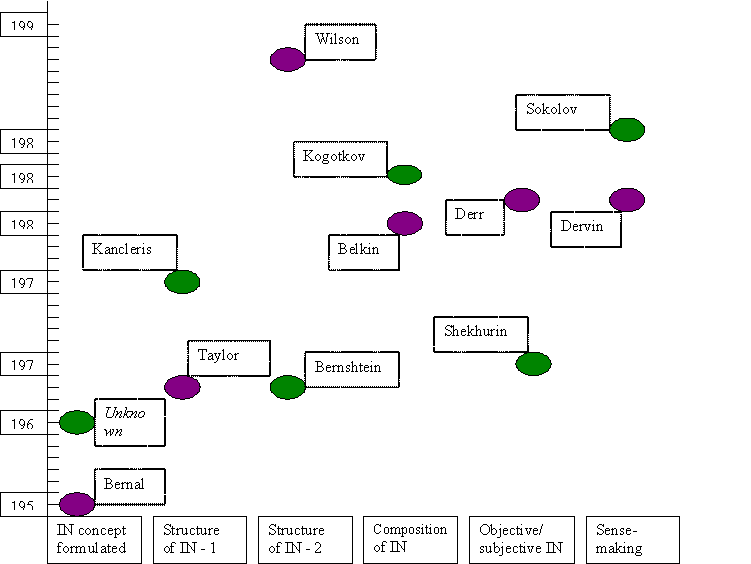 199
Wilson
Sokolov
198
Kogotkov
198
Derr
Dervin
198
Kancleris
Belkin
197
Shekhurin
Taylor
197
Bernshtein
Unkno
wn
196
Bernal
195
IN concept
formulated
Structure
of IN - 1
Structure
of IN - 2
Composition
of IN
Objective/
subjective IN
Sense-
making